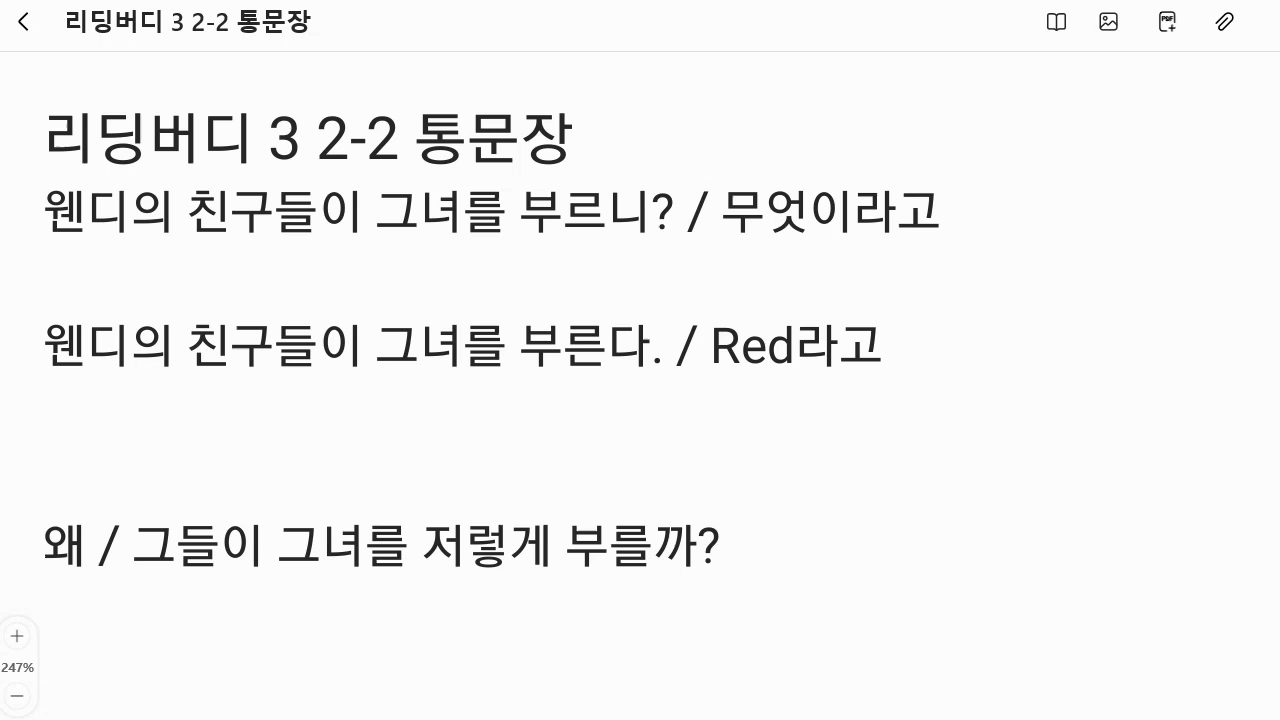 리딩버디 3 2-2 통문장
리딩버디 3 2-2 통문장
웬디의 친구들이 그녀를 부르니? / 무엇이라고
웬디의 친구들이 그녀를 부른다. / Red라고
왜 / 그들이 그녀를 저렇게 부를까?
247%